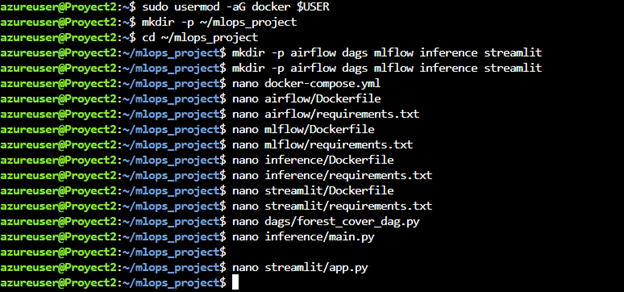 azureuser@Proyect2:~$ sudo usermod -aG docker $USER
azureuser@Proyect2:~$ mkdir -p ~/mlops_project
azureuser@Proyect2:~$ cd ~/mlops_project
azureuser@Proyect2:~/mlops_project$ mkdir -p airflow dags mlflow inference streamlit
azureuser@Proyect2:~/mlops_project$ mkdir -p airflow dags mlflow inference streamlit
azureuser@Proyect2:~/mlops_project$ nano docker-compose.yml
azureuser@Proyect2:~/mlops_project$ nano airflow/Dockerfile
azureuser@Proyect2:~/mlops_project$ nano airflow/requirements.txt
azureuser@Proyect2:~/mlops_project$ nano mlflow/Dockerfile
azureuser@Proyect2:~/mlops_project$ nano mlflow/requirements.txt
azureuser@Proyect2:~/mlops_project$ nano inference/Dockerfile
azureuser@Proyect2:~/mlops_project$ nano inference/requirements.txt
azureuser@Proyect2:~/mlops_project$ nano streamlit/Dockerfile
azureuser@Proyect2:~/mlops_project$ nano streamlit/requirements.txt
azureuser@Proyect2:~/mlops_project$ nano dags/forest_cover_dag.py
azureuser@Proyect2:~/mlops_project$ nano inference/main.py
azureuser@Proyect2:~/mlops_project$
azureuser@Proyect2:~/mlops_project$ nano streamlit/app.py
azureuser@Proyect2:~/mlops_project$